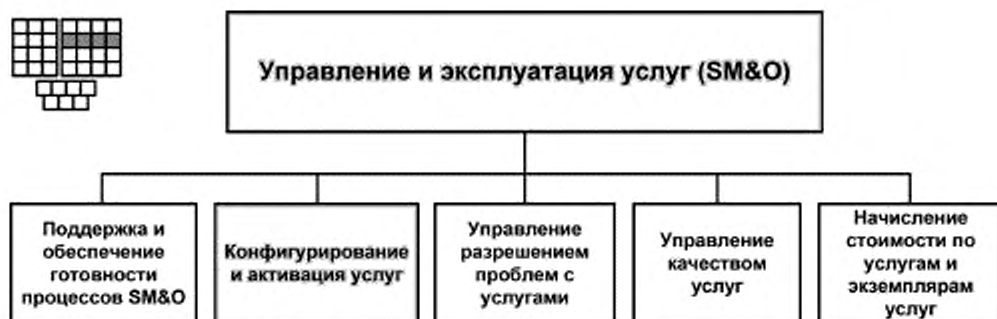 Управление и эксплуатация услуг (SM&O)
Поддержка и
обеспечение
готовности
процессов SM&O
Конфигурирование
и активация услуг
Управление
разрешением
проблем с
услугами
Управление
качеством
услуг
Начисление
стоимости по
услугам и
экземплярам
услуг